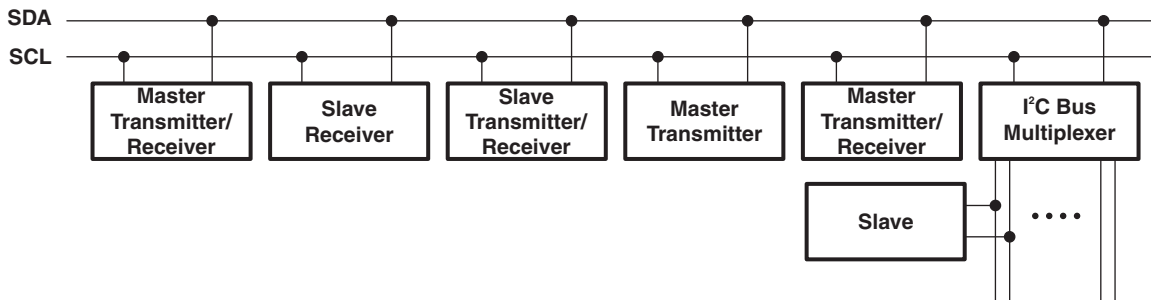 SDA
SCL
Master
Transmitter/
Receiver
Slave
Receiver
Slave
Transmitter/
Receiver
Master
Transmitter
Master
Transmitter/
Receiver
I²C Bus
Multiplexer
Slave